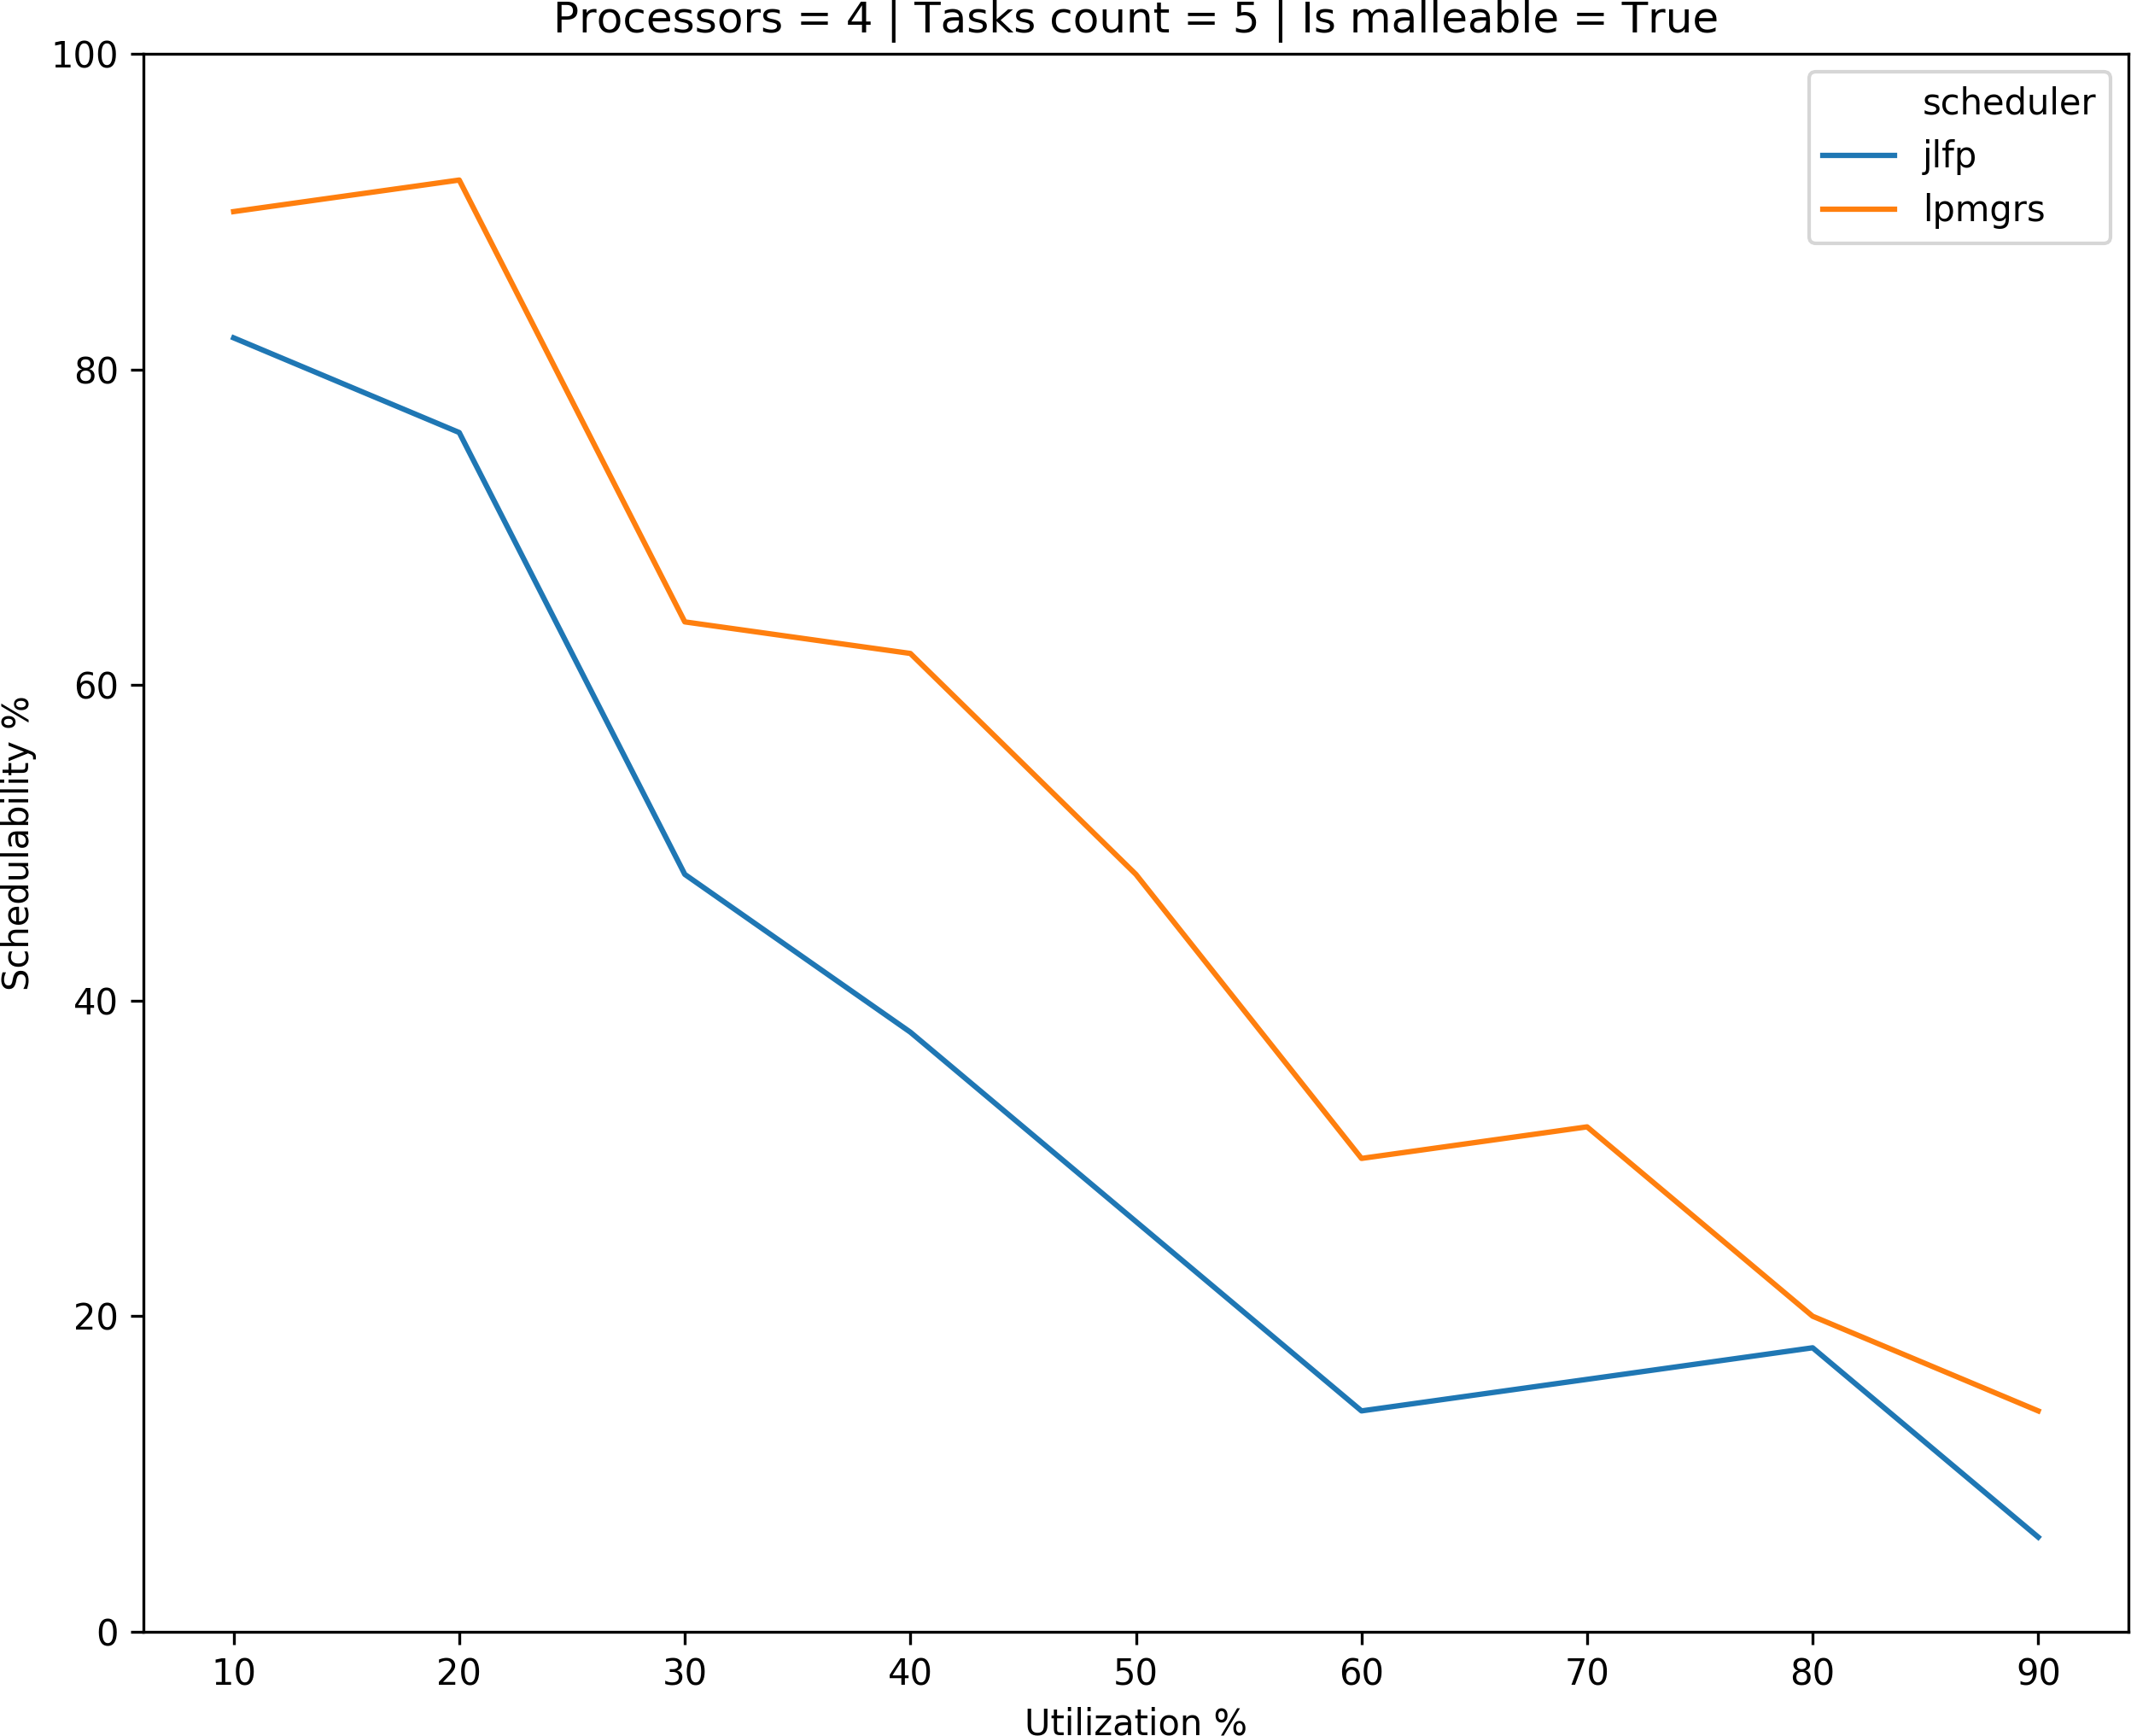 Processors = 4 | Tasks count = 5 | Is malleable = True
100
80
60
40
20
0
Schedulability %
scheduler
jlfp
lpmgrs
10 20 30 40 50 60 70 80 90
Utilization %